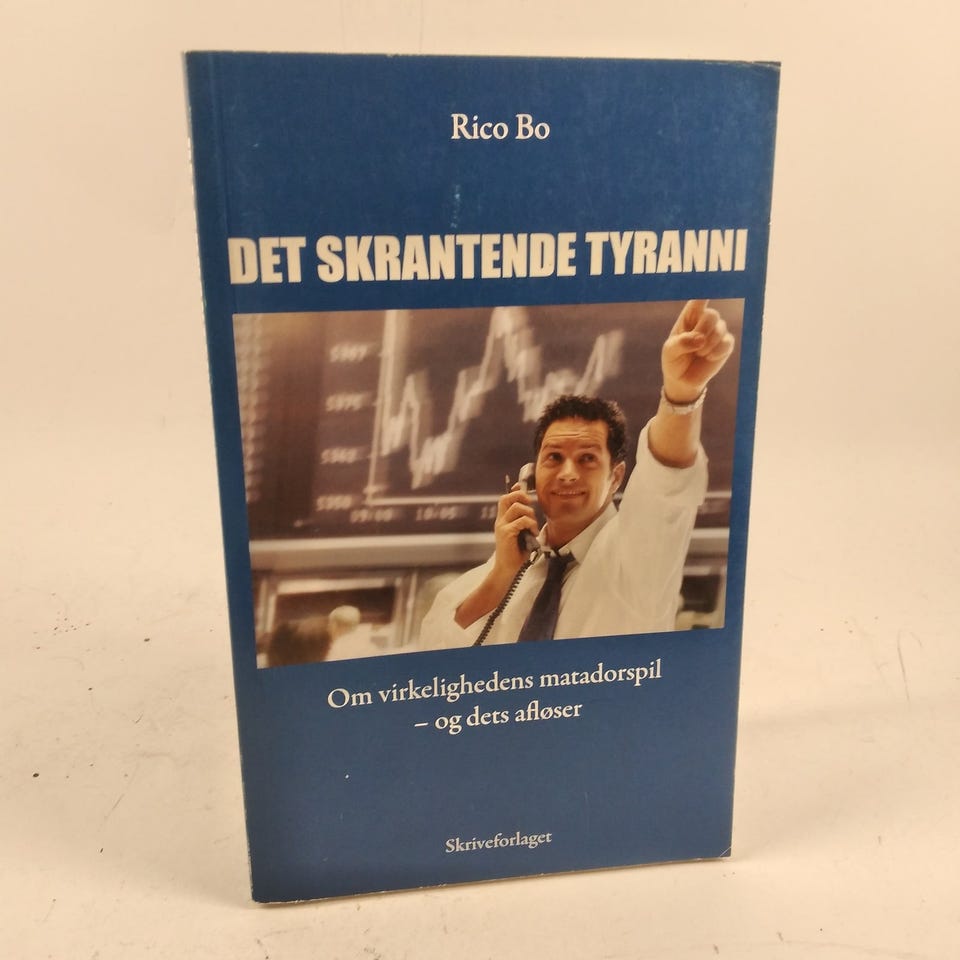 Rico Bo
DET SKRANTENDE TYRANNI
Om virkelighedens matadorspil
– og dets afløser
Skriveforlaget